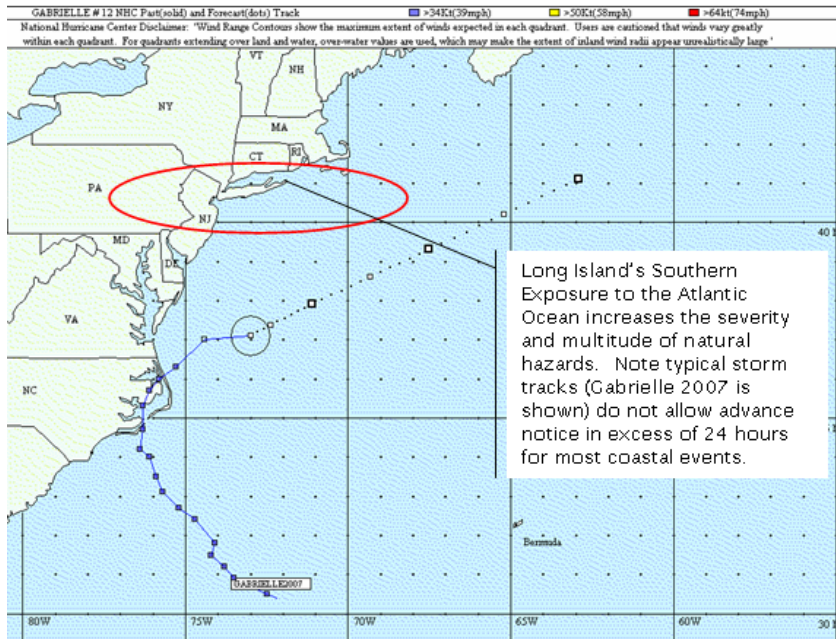 GABRIELLE # 12 NHC Past(solid) and Forecast(dots) Track >34Kt(39mph) >50Kt(58mph) >64kt(74mph)
National Hurricane Center Disclaimer: 'Wind Range Contours show the maximum extent of winds expected in each quadrant. Users are cautioned that winds vary greatly
within each quadrant. For quadrants extending over land and water, over-water values are used, which may make the extent of inland wind radii appear unrealistically large '
VT
NH
NY
MA
CT RI
PA
NJ
MD
40
DE
VA
NC
Long Island's Southern
Exposure to the Atlantic
Ocean increases the severity
and multitude of natural
hazards. Note typical storm
tracks (Gabrielle 2007 is
shown) do not allow advance
notice in excess of 24 hours
for most coastal events.
Bermuda
GABRIELLE2007
80W 75W 70W 65W 60W 30